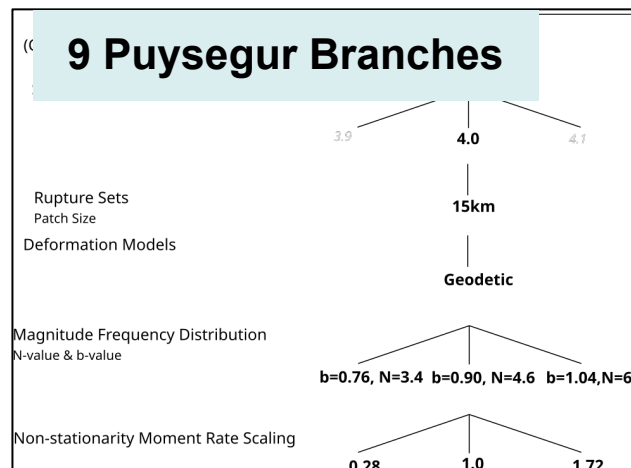 9 Puysegur Branches
3.9 4.0 4.1
Rupture Sets
Patch Size
15km
Deformation Models
Geodetic
Magnitude Frequency Distribution
N-value & b-value
b=0.76, N=3.4 b=0.90, N=4.6 b=1.04,N=6
Non-stationarity Moment Rate Scaling
0.28 1.0 1.72